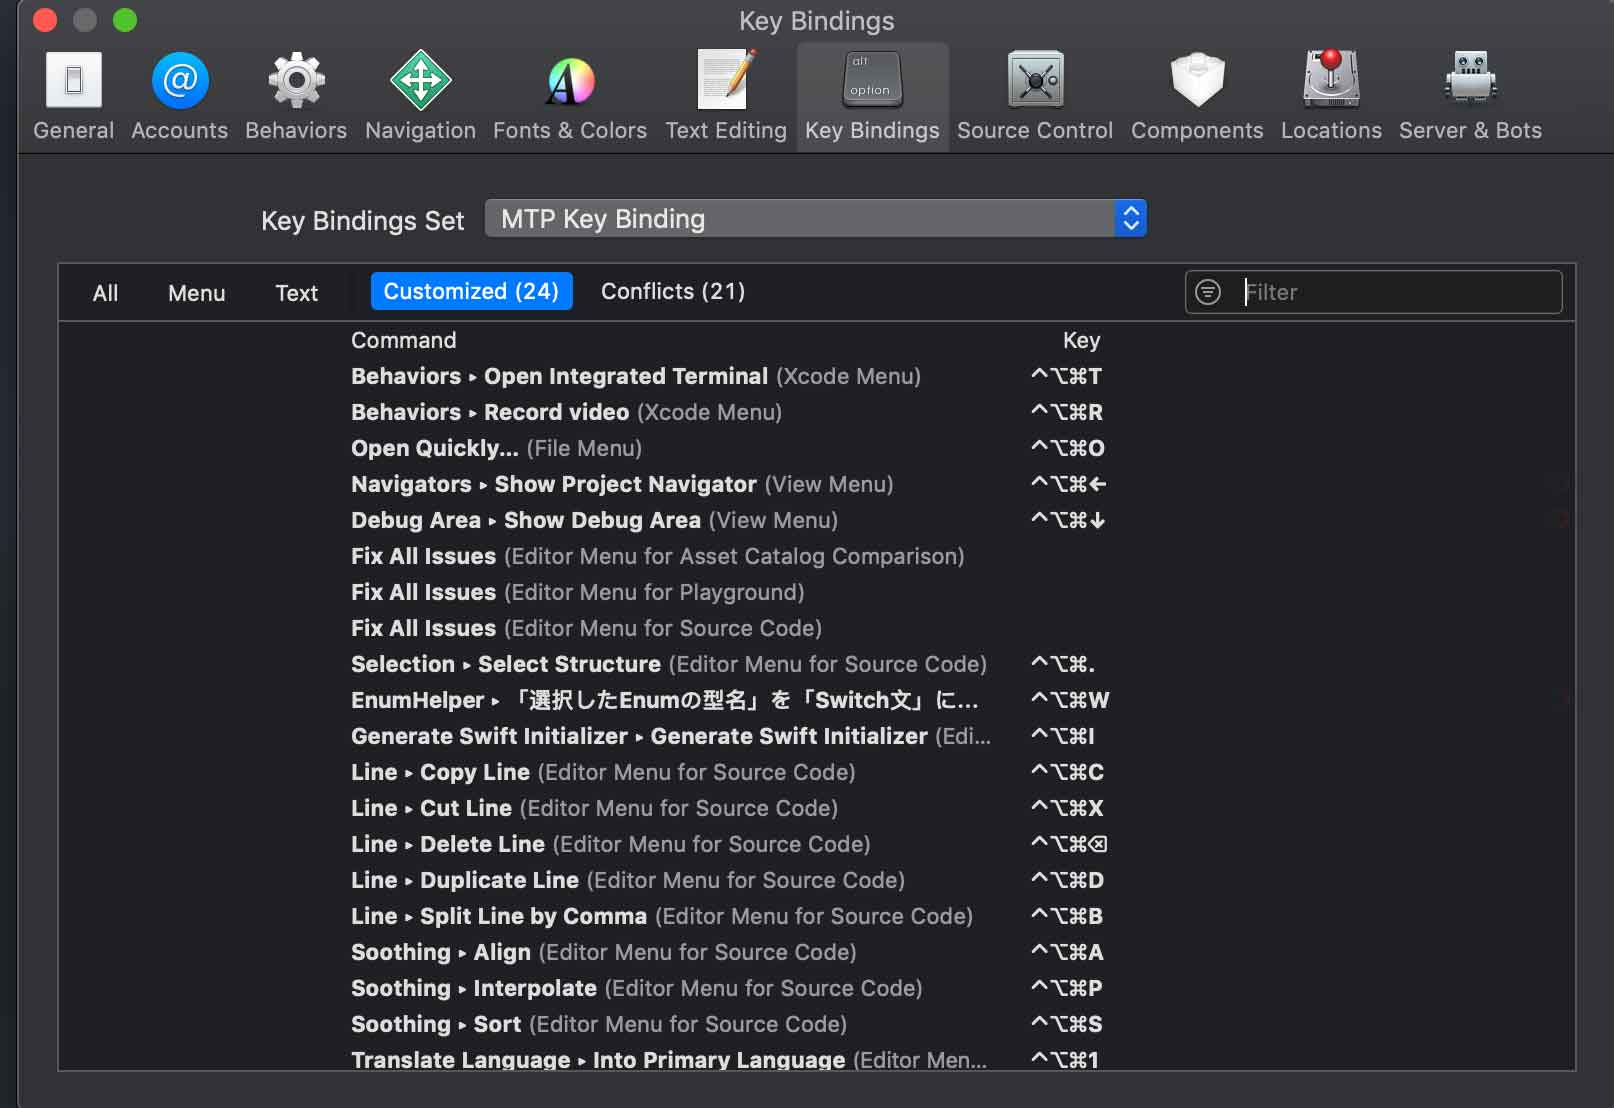 Key Bindings
alt
option
General Accounts Behaviors Navigation Fonts & Colors Text Editing Key Bindings Source Control Components Locations Server & Bots
Key Bindings Set MTP Key Binding
All Menu Text Customized (24) Conflicts (21) Filter
Command Key
Behaviors ▸ Open Integrated Terminal (Xcode Menu) ^⌥⌘T
Behaviors ▸ Record video (Xcode Menu) ^⌥⌘R
Open Quickly... (File Menu) ^⌥⌘O
Navigators ▸ Show Project Navigator (View Menu) ^⌥⌘←
Debug Area ▸ Show Debug Area (View Menu) ^⌥⌘↓
Fix All Issues (Editor Menu for Asset Catalog Comparison)
Fix All Issues (Editor Menu for Playground)
Fix All Issues (Editor Menu for Source Code)
Selection ▸ Select Structure (Editor Menu for Source Code) ^⌥⌘.
EnumHelper ▸ 「選択したEnumの型名」を「Switch文」に... ^⌥⌘W
Generate Swift Initializer ▸ Generate Swift Initializer (Edi... ^⌥⌘I
Line ▸ Copy Line (Editor Menu for Source Code) ^⌥⌘C
Line ▸ Cut Line (Editor Menu for Source Code) ^⌥⌘X
Line ▸ Delete Line (Editor Menu for Source Code) ^⌥⌘⌫
Line ▸ Duplicate Line (Editor Menu for Source Code) ^⌥⌘D
Line ▸ Split Line by Comma (Editor Menu for Source Code) ^⌥⌘B
Soothing ▸ Align (Editor Menu for Source Code) ^⌥⌘A
Soothing ▸ Interpolate (Editor Menu for Source Code) ^⌥⌘P
Soothing ▸ Sort (Editor Menu for Source Code) ^⌥⌘S
Translate Language ▸ Into Primary Language (Editor Men... ^⌥⌘1